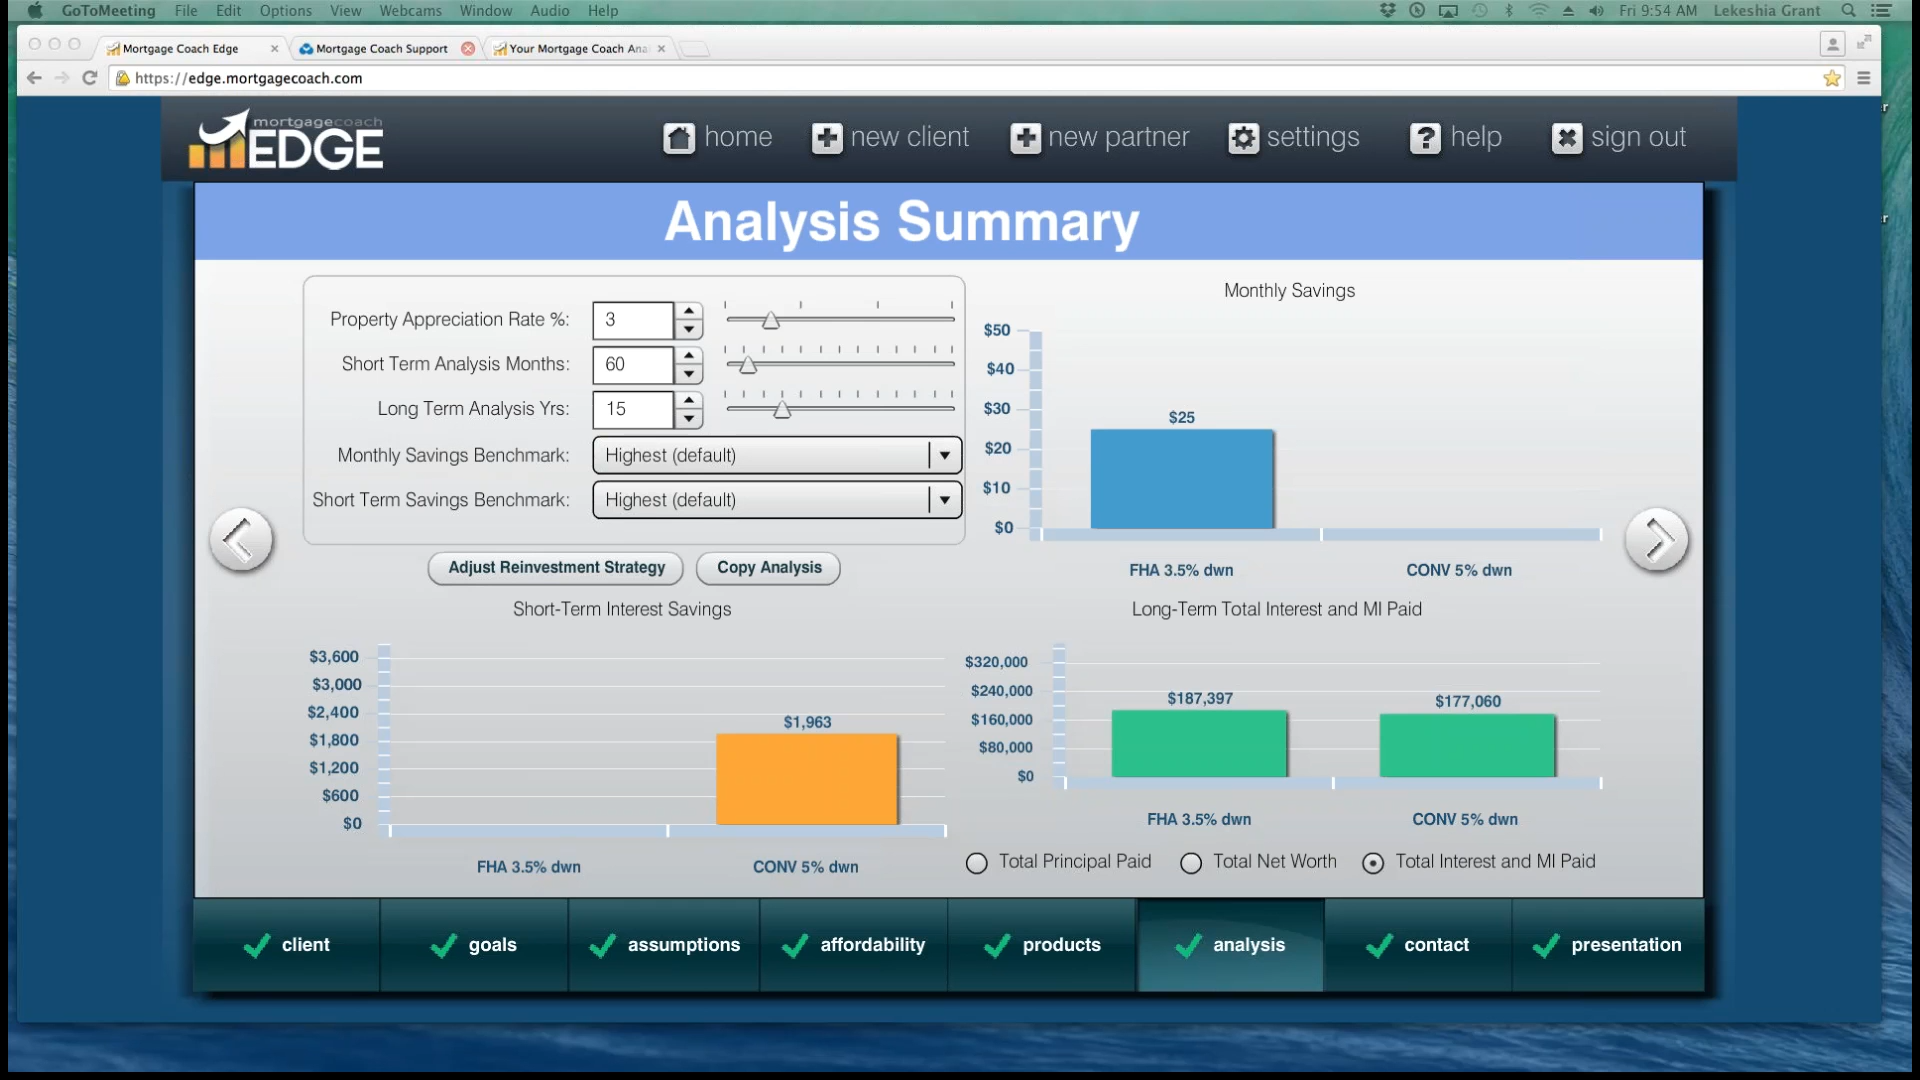 GoToMeeting File Edit Options View Webcams Window Audio Help Fri 9:54 AM Lekeshia Grant
Mortgage Coach Edge Mortgage Coach Support Your Mortgage Coach Ana
https://edge.mortgagecoach.com
mortgagecoach
EDGE
home new client new partner settings help sign out
Analysis Summary
Property Appreciation Rate %: 3
Short Term Analysis Months: 60
Long Term Analysis Yrs: 15
Monthly Savings Benchmark: Highest (default)
Short Term Savings Benchmark: Highest (default)
Adjust Reinvestment Strategy Copy Analysis
Monthly Savings
$50
$40
$30
$20
$10
$0
$25
FHA 3.5% dwn CONV 5% dwn
Short-Term Interest Savings
$3,600
$3,000
$2,400
$1,800
$1,200
$600
$0
$1,963
FHA 3.5% dwn CONV 5% dwn
Long-Term Total Interest and MI Paid
$320,000
$240,000
$160,000
$80,000
$0
$187,397 $177,060
FHA 3.5% dwn CONV 5% dwn
Total Principal Paid Total Net Worth Total Interest and MI Paid
client goals assumptions affordability products analysis contact presentation